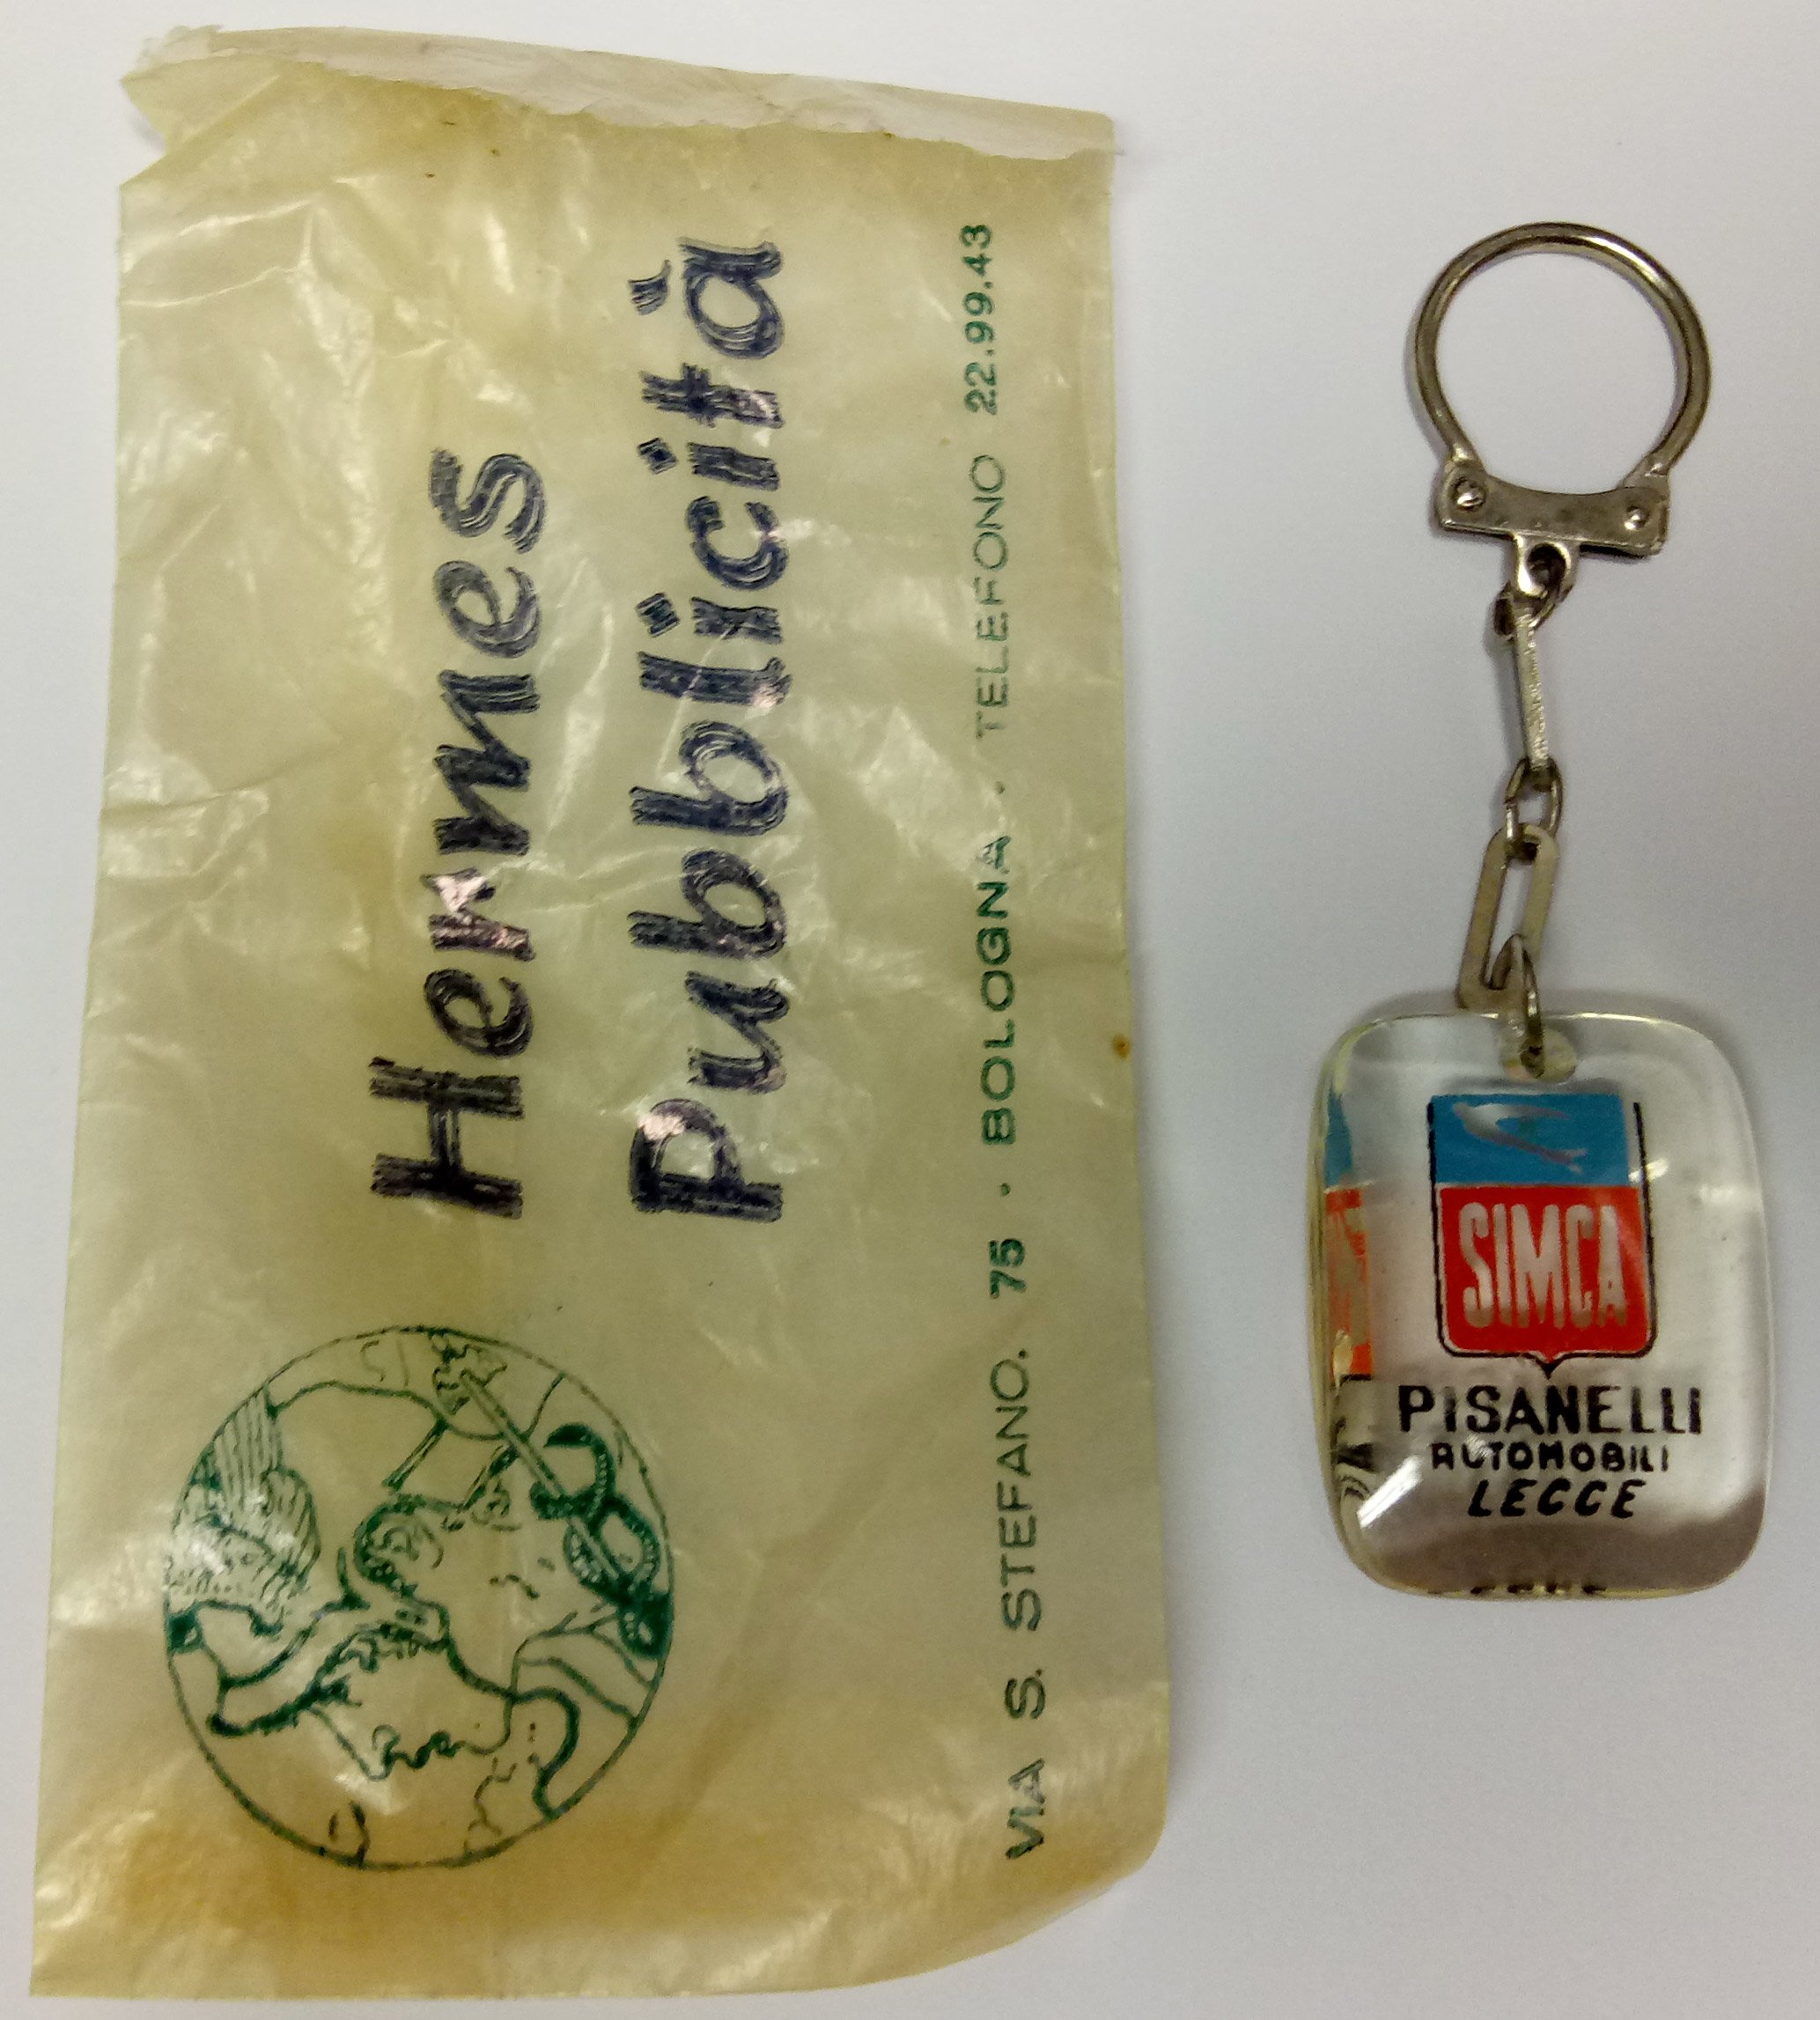 Hermes
Pubblicità
VIA S. STEFANO. 75 · BOLOGNA · TELEFONO 22.99.43
SIMCA
PISANELLI
AUTOMOBILI
LECCE